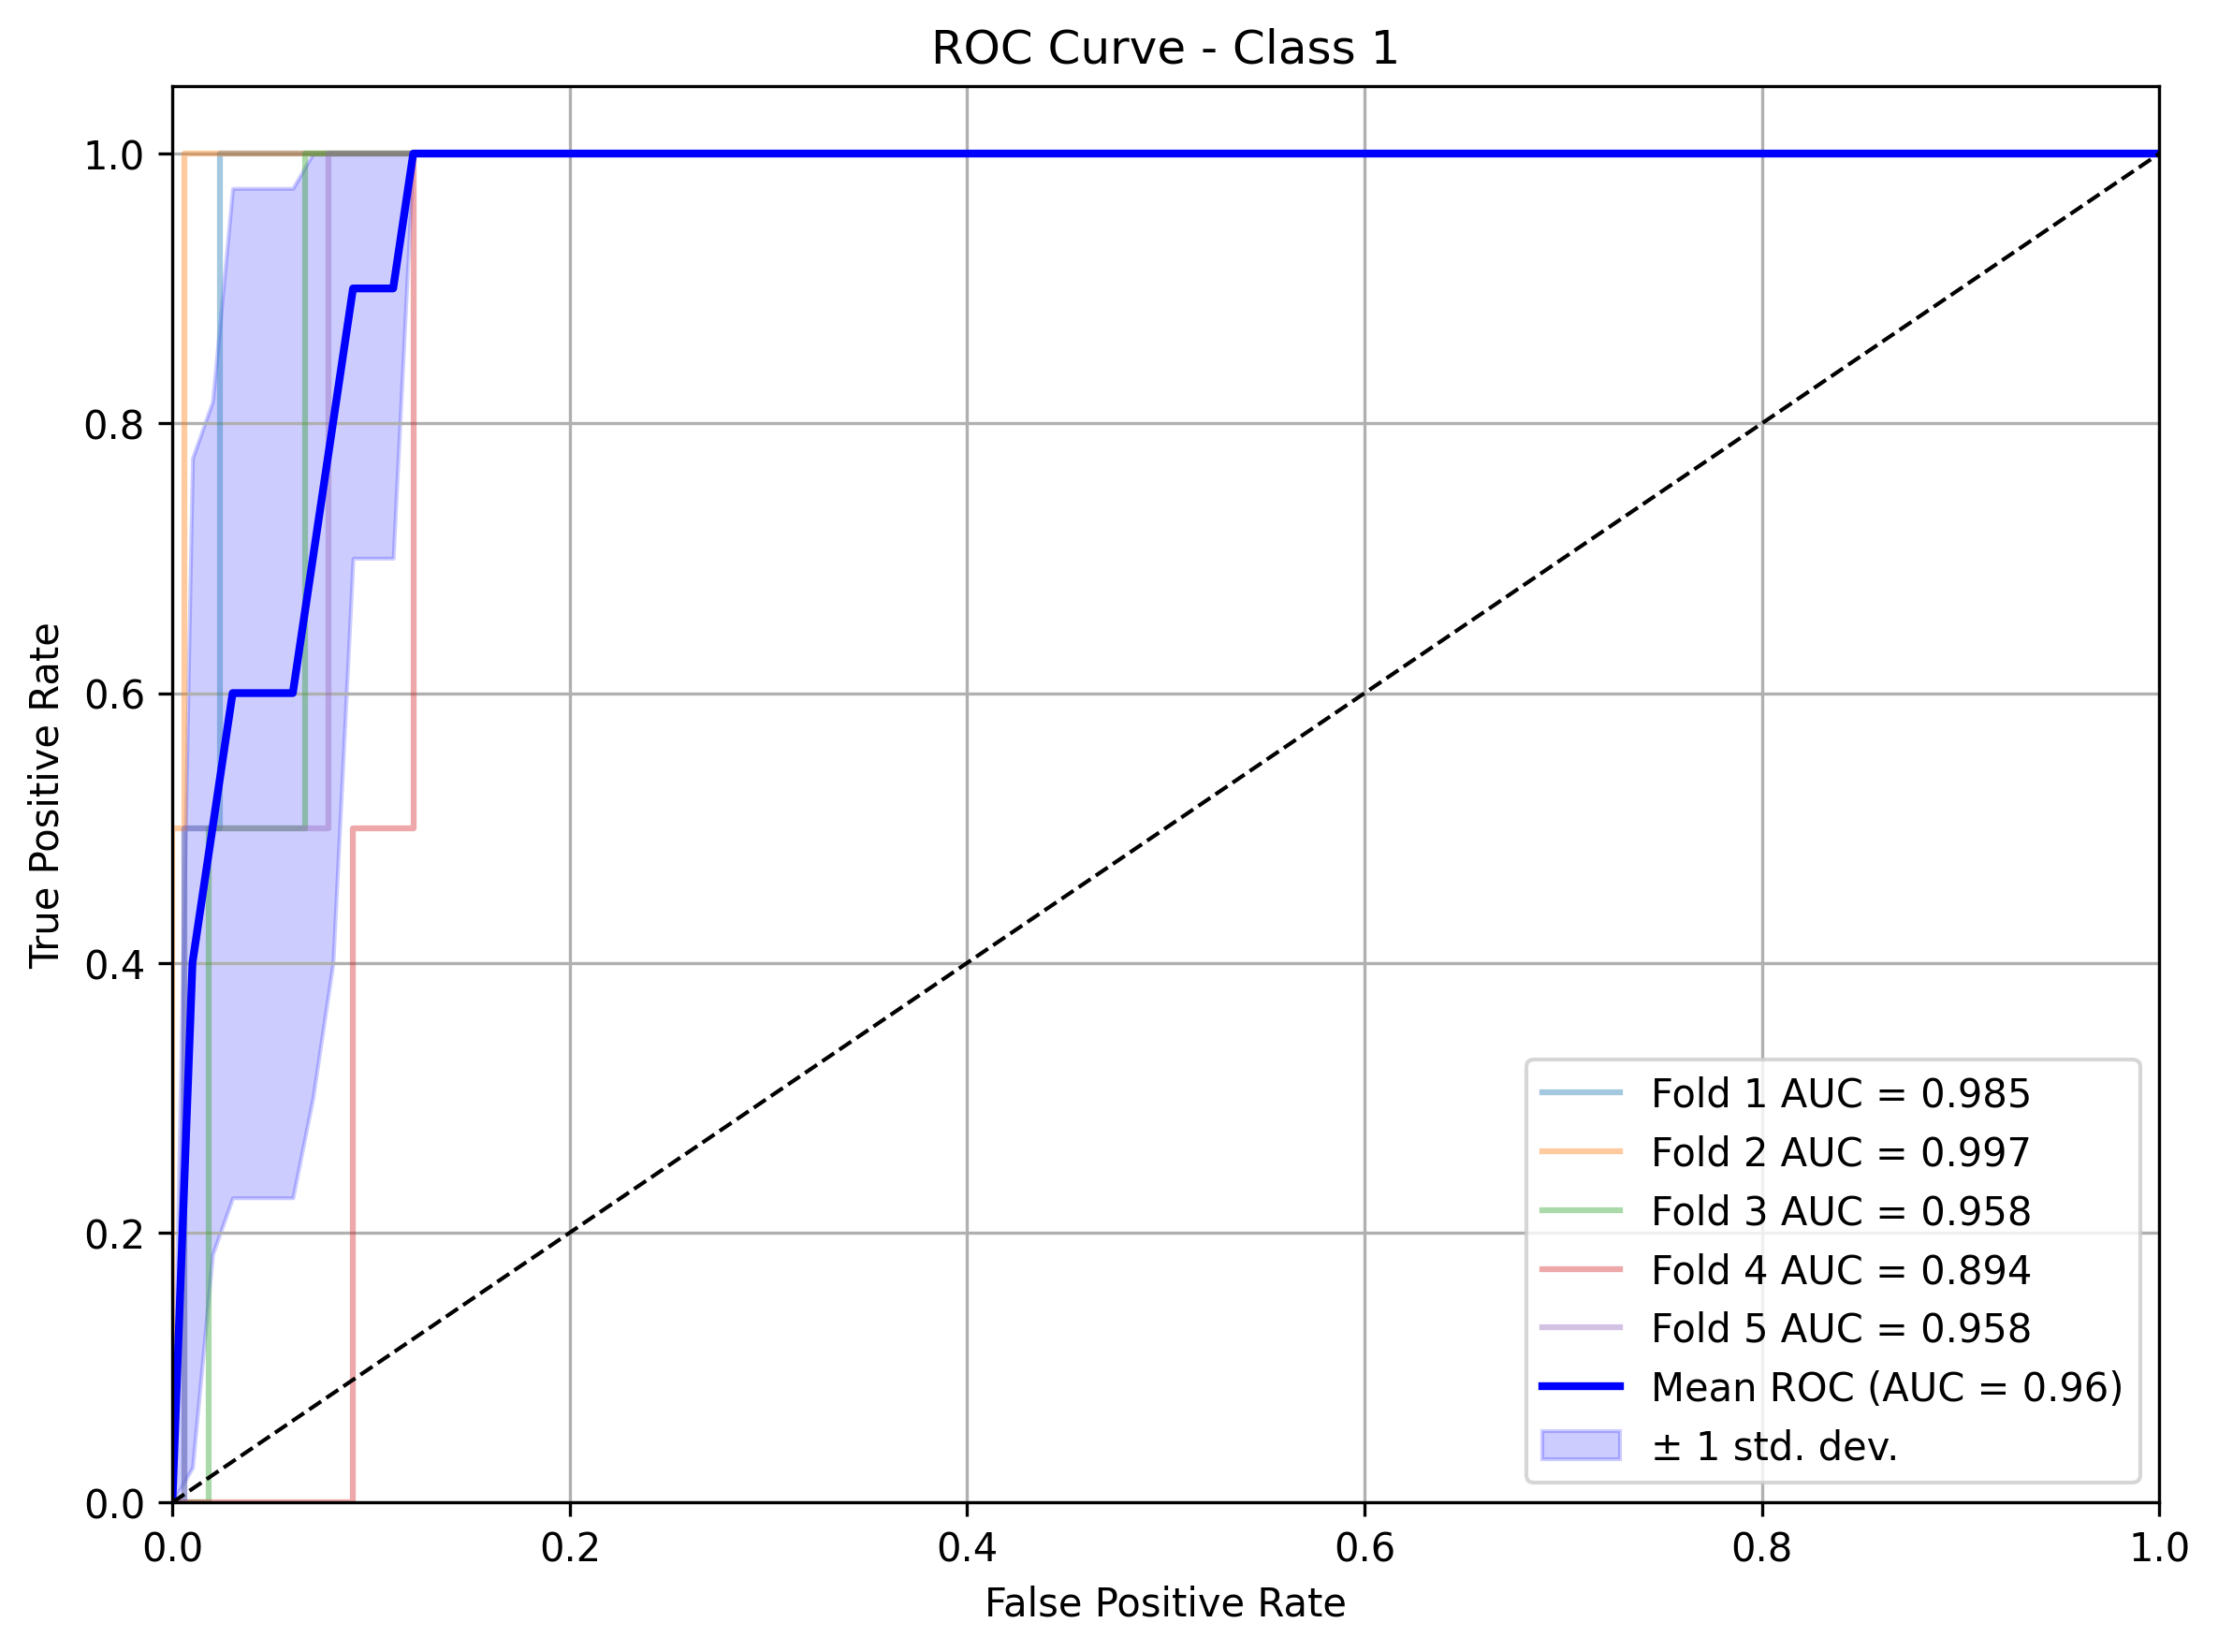 ROC Curve - Class 1
1.0
0.8
0.6
0.4
0.2
0.0
True Positive Rate
0.0 0.2 0.4 0.6 0.8 1.0
False Positive Rate
Fold 1 AUC = 0.985
Fold 2 AUC = 0.997
Fold 3 AUC = 0.958
Fold 4 AUC = 0.894
Fold 5 AUC = 0.958
Mean ROC (AUC = 0.96)
± 1 std. dev.